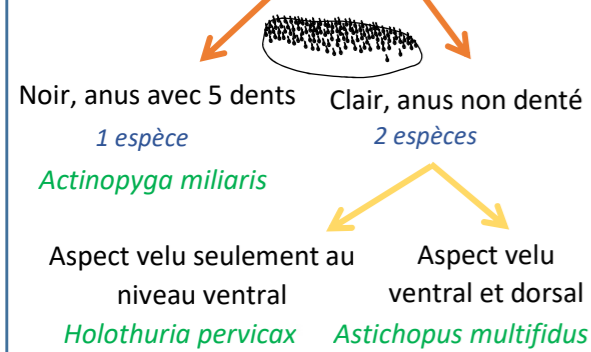 Noir, anus avec 5 dents
1 espèce
Actinopyga miliaris
Clair, anus non denté
2 espèces
Aspect velu seulement au
niveau ventral
Holothuria pervicax
Aspect velu
ventral et dorsal
Astichopus multifidus